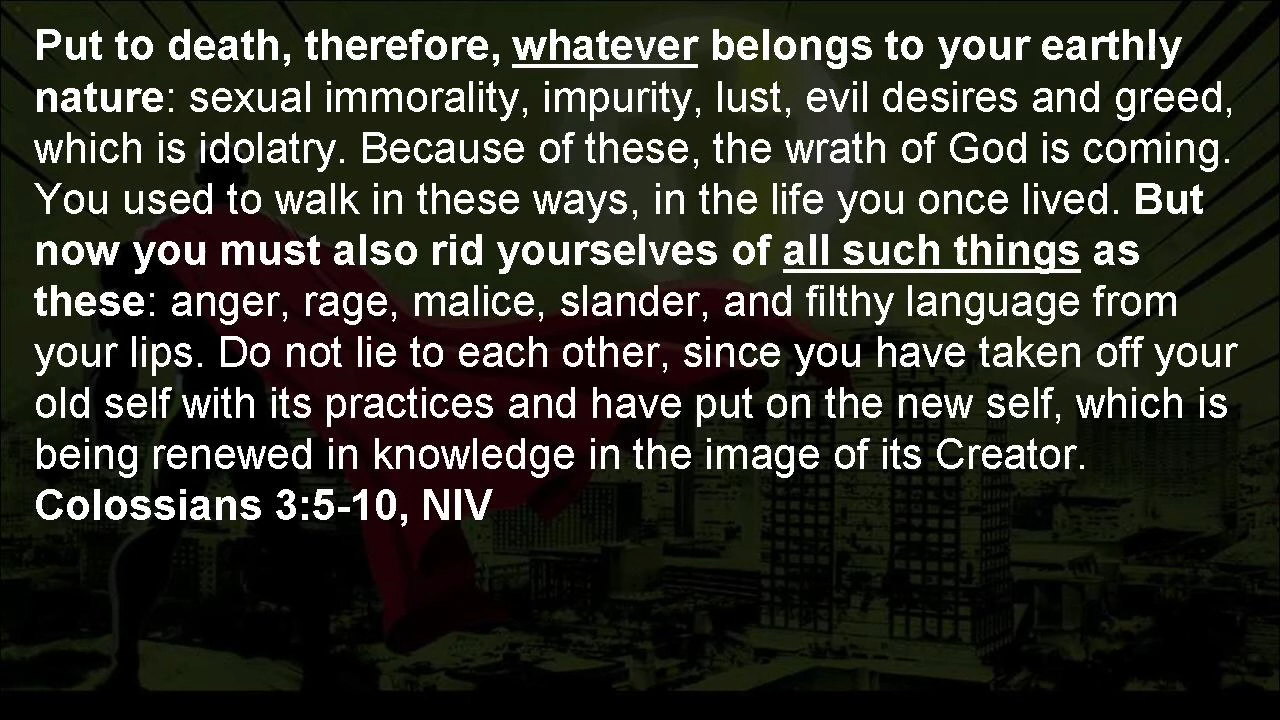 Put to death, therefore, whatever belongs to your earthly
nature: sexual immorality, impurity, lust, evil desires and greed,
which is idolatry. Because of these, the wrath of God is coming.
You used to walk in these ways, in the life you once lived. But
now you must also rid yourselves of all such things as
these: anger, rage, malice, slander, and filthy language from
your lips. Do not lie to each other, since you have taken off your
old self with its practices and have put on the new self, which is
being renewed in knowledge in the image of its Creator.
Colossians 3:5-10, NIV